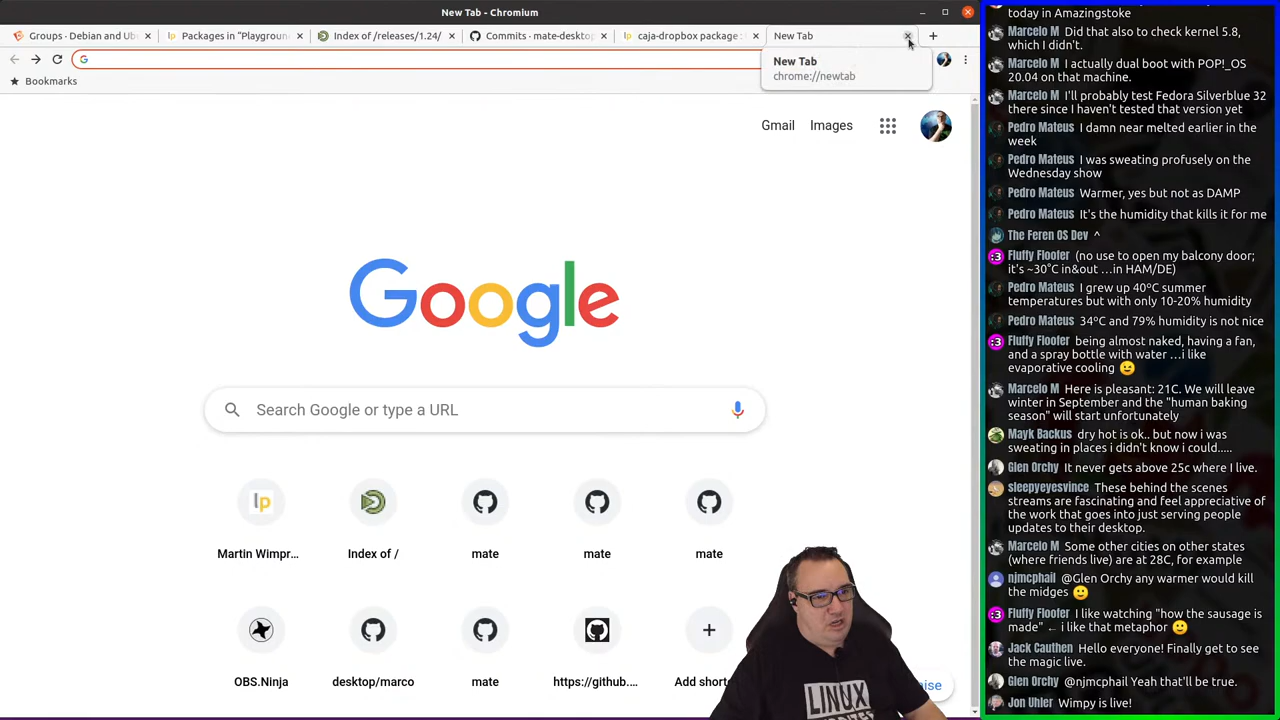 New Tab - Chromium
Groups · Debian and Ub
Packages in “Playgroun
Index of /releases/1.24/
Commits · mate-desktop
caja-dropbox package :
New Tab
New Tab
chrome://newtab
Bookmarks
Gmail
Images
Google
Search Google or type a URL
Martin Wimpr...
Index of /
mate
mate
mate
OBS.Ninja
desktop/marco
mate
https://github....
Add shortc
LINUX
today in Amazingstoke
Marcelo M Did that also to check kernel 5.8,
which I didn't.
Marcelo M I actually dual boot with POP!_OS
20.04 on that machine.
Marcelo M I'll probably test Fedora Silverblue 32
there since I haven't tested that version yet
Pedro Mateus I damn near melted earlier in the
week
Pedro Mateus I was sweating profusely on the
Wednesday show
Pedro Mateus Warmer, yes but not as DAMP
Pedro Mateus It's the humidity that kills it for me
The Feren OS Dev ^
Fluffy Floofer (no use to open my balcony door;
it's ~30°C in&out …in HAM/DE)
Pedro Mateus I grew up 40ºC summer
temperatures but with only 10-20% humidity
Pedro Mateus 34ºC and 79% humidity is not nice
Fluffy Floofer being almost naked, having a fan,
and a spray bottle with water …i like
evaporative cooling 😉
Marcelo M Here is pleasant: 21C. We will leave
winter in September and the "human baking
season" will start unfortunately
Mayk Backus dry hot is ok.. but now i was
sweating in places i didn't know i could.....
Glen Orchy It never gets above 25c where I live.
sleepyeyesvince These behind the scenes
streams are fascinating and feel appreciative of
the work that goes into just serving people
updates to their desktop.
Marcelo M Some other cities on other states
(where friends live) are at 28C, for example
njmcphail @Glen Orchy any warmer would kill
the midges 🙂
Fluffy Floofer I like watching "how the sausage is
made" ← i like that metaphor 🙂
Jack Cauthen Hello everyone! Finally get to see
the magic live.
Glen Orchy @njmcphail Yeah that'll be true.
Jon Uhler Wimpy is live!